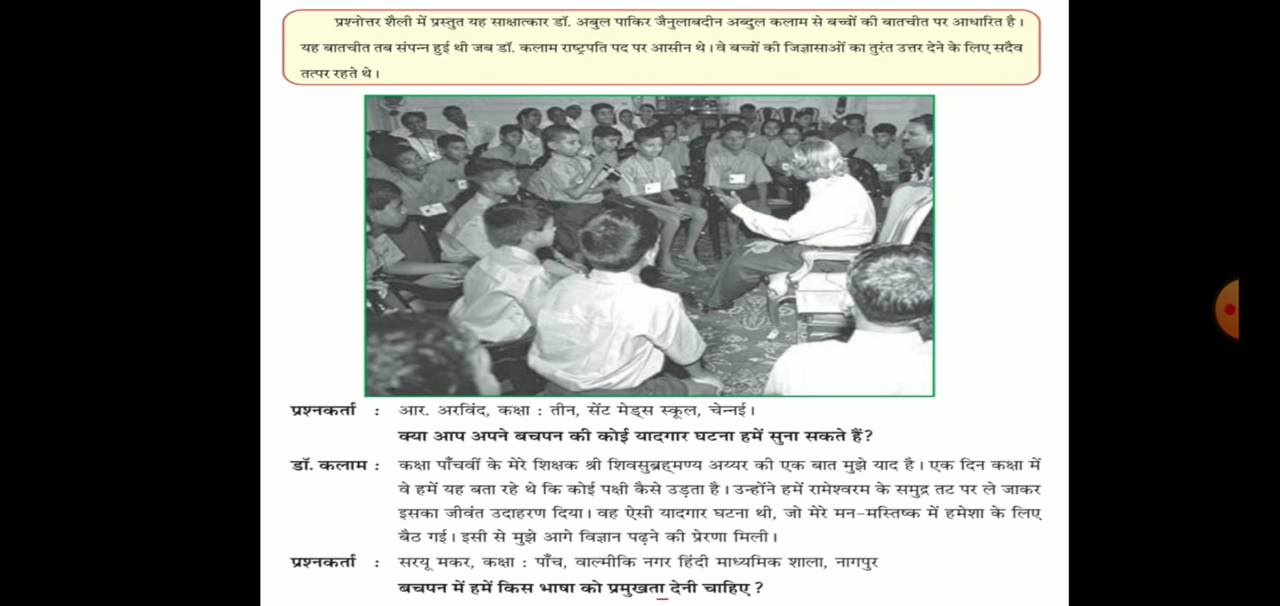 प्रश्नोत्तर शैली में प्रस्तुत यह साक्षात्कार डॉ. अबुल पाकिर जैनुलाबदीन अब्दुल कलाम से बच्चों की बातचीत पर आधारित है।
यह बातचीत तब संपन्न हुई थी जब डॉ. कलाम राष्ट्रपति पद पर आसीन थे। वे बच्चों की जिज्ञासाओं का तुरंत उत्तर देने के लिए सदैव
तत्पर रहते थे।
प्रश्नकर्ता : आर. अरविंद, कक्षा : तीन, सेंट मेड्स स्कूल, चेन्नई।
क्या आप अपने बचपन की कोई यादगार घटना हमें सुना सकते हैं?
डॉ. कलाम : कक्षा पाँचवीं के मेरे शिक्षक श्री शिवसुब्रह्मण्य अय्यर की एक बात मुझे याद है। एक दिन कक्षा में
वे हमें यह बता रहे थे कि कोई पक्षी कैसे उड़ता है। उन्होंने हमें रामेश्वरम के समुद्र तट पर ले जाकर
इसका जीवंत उदाहरण दिया। वह ऐसी यादगार घटना थी, जो मेरे मन-मस्तिष्क में हमेशा के लिए
बैठ गई। इसी से मुझे आगे विज्ञान पढ़ने की प्रेरणा मिली।
प्रश्नकर्ता : सरयू मकर, कक्षा : पाँच, वाल्मीकि नगर हिंदी माध्यमिक शाला, नागपुर
बचपन में हमें किस भाषा को प्रमुखता देनी चाहिए ?